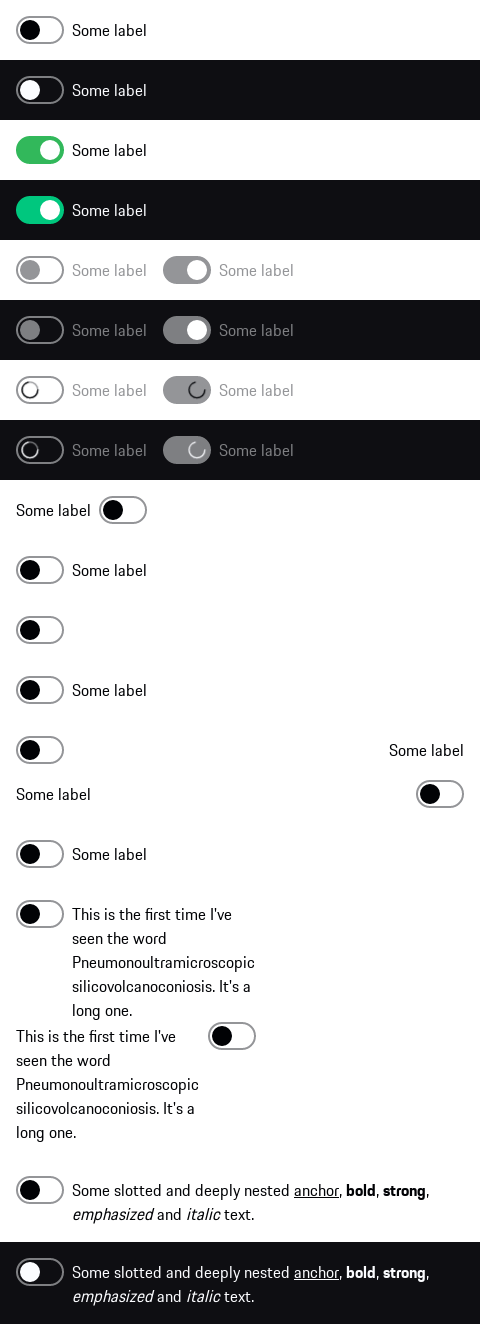 Some label
Some label
Some label
Some label
Some label Some label
Some label Some label
Some label Some label
Some label Some label
Some label
Some label
Some label
Some label
Some label
Some label
This is the first time I've
seen the word
Pneumonoultramicroscopic
silicovolcanoconiosis. It's a
long one.
This is the first time I've
seen the word
Pneumonoultramicroscopic
silicovolcanoconiosis. It's a
long one.
Some slotted and deeply nested anchor, bold, strong,
emphasized and italic text.
Some slotted and deeply nested anchor, bold, strong,
emphasized and italic text.